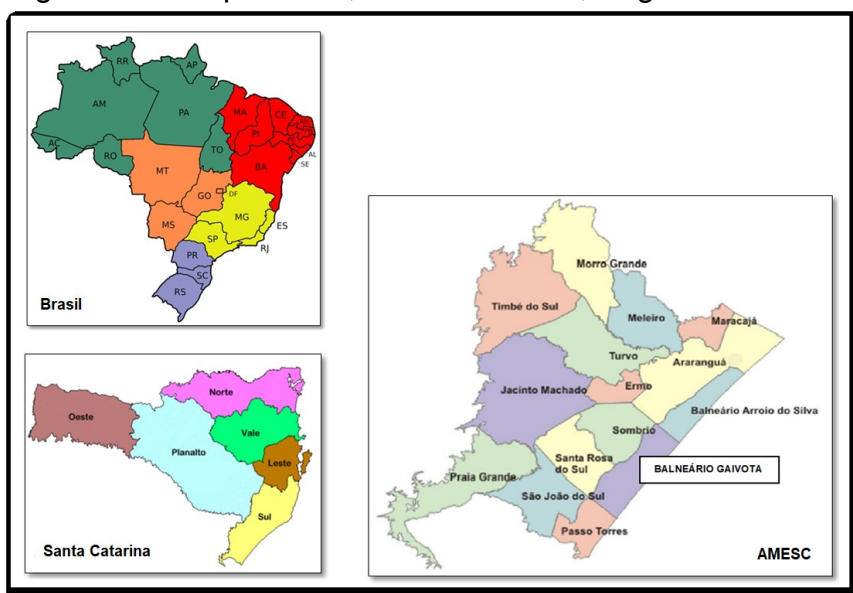 RR
AP
AM
PA
MA
CE
PI
AC
RO
TO
AL
SE
BA
MT
GO
DF
MG
ES
MS
SP
RJ
PR
SC
RS
Brasil
Norte
Oeste
Vale
Planalto
Leste
Sul
Santa Catarina
Morro Grande
Timbé do Sul
Meleiro
Maracajá
Turvo
Araranguá
Jacinto Machado
Ermo
Balneário Arroio do Silva
Sombrio
Santa Rosa
do Sul
BALNEÁRIO GAIVOTA
Praia Grande
São João do Sul
Passo Torres
AMESC